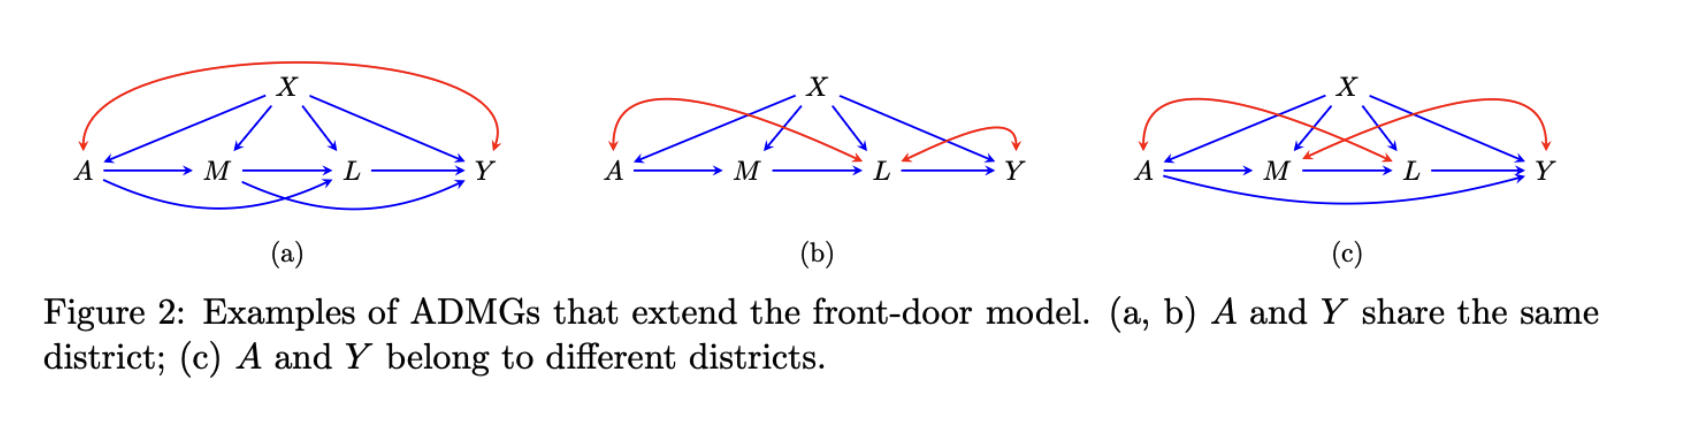 X X X
A M L Y A M L Y A M L Y
(a) (b) (c)
Figure 2: Examples of ADMGs that extend the front-door model. (a, b) A and Y share the same
district; (c) A and Y belong to different districts.